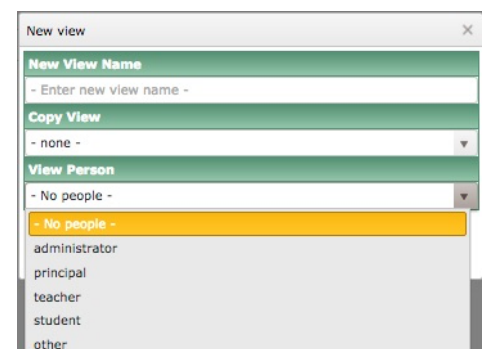 New view
New View Name
- Enter new view name -
Copy View
- none -
View Person
- No people -
- No people -
administrator
principal
teacher
student
other